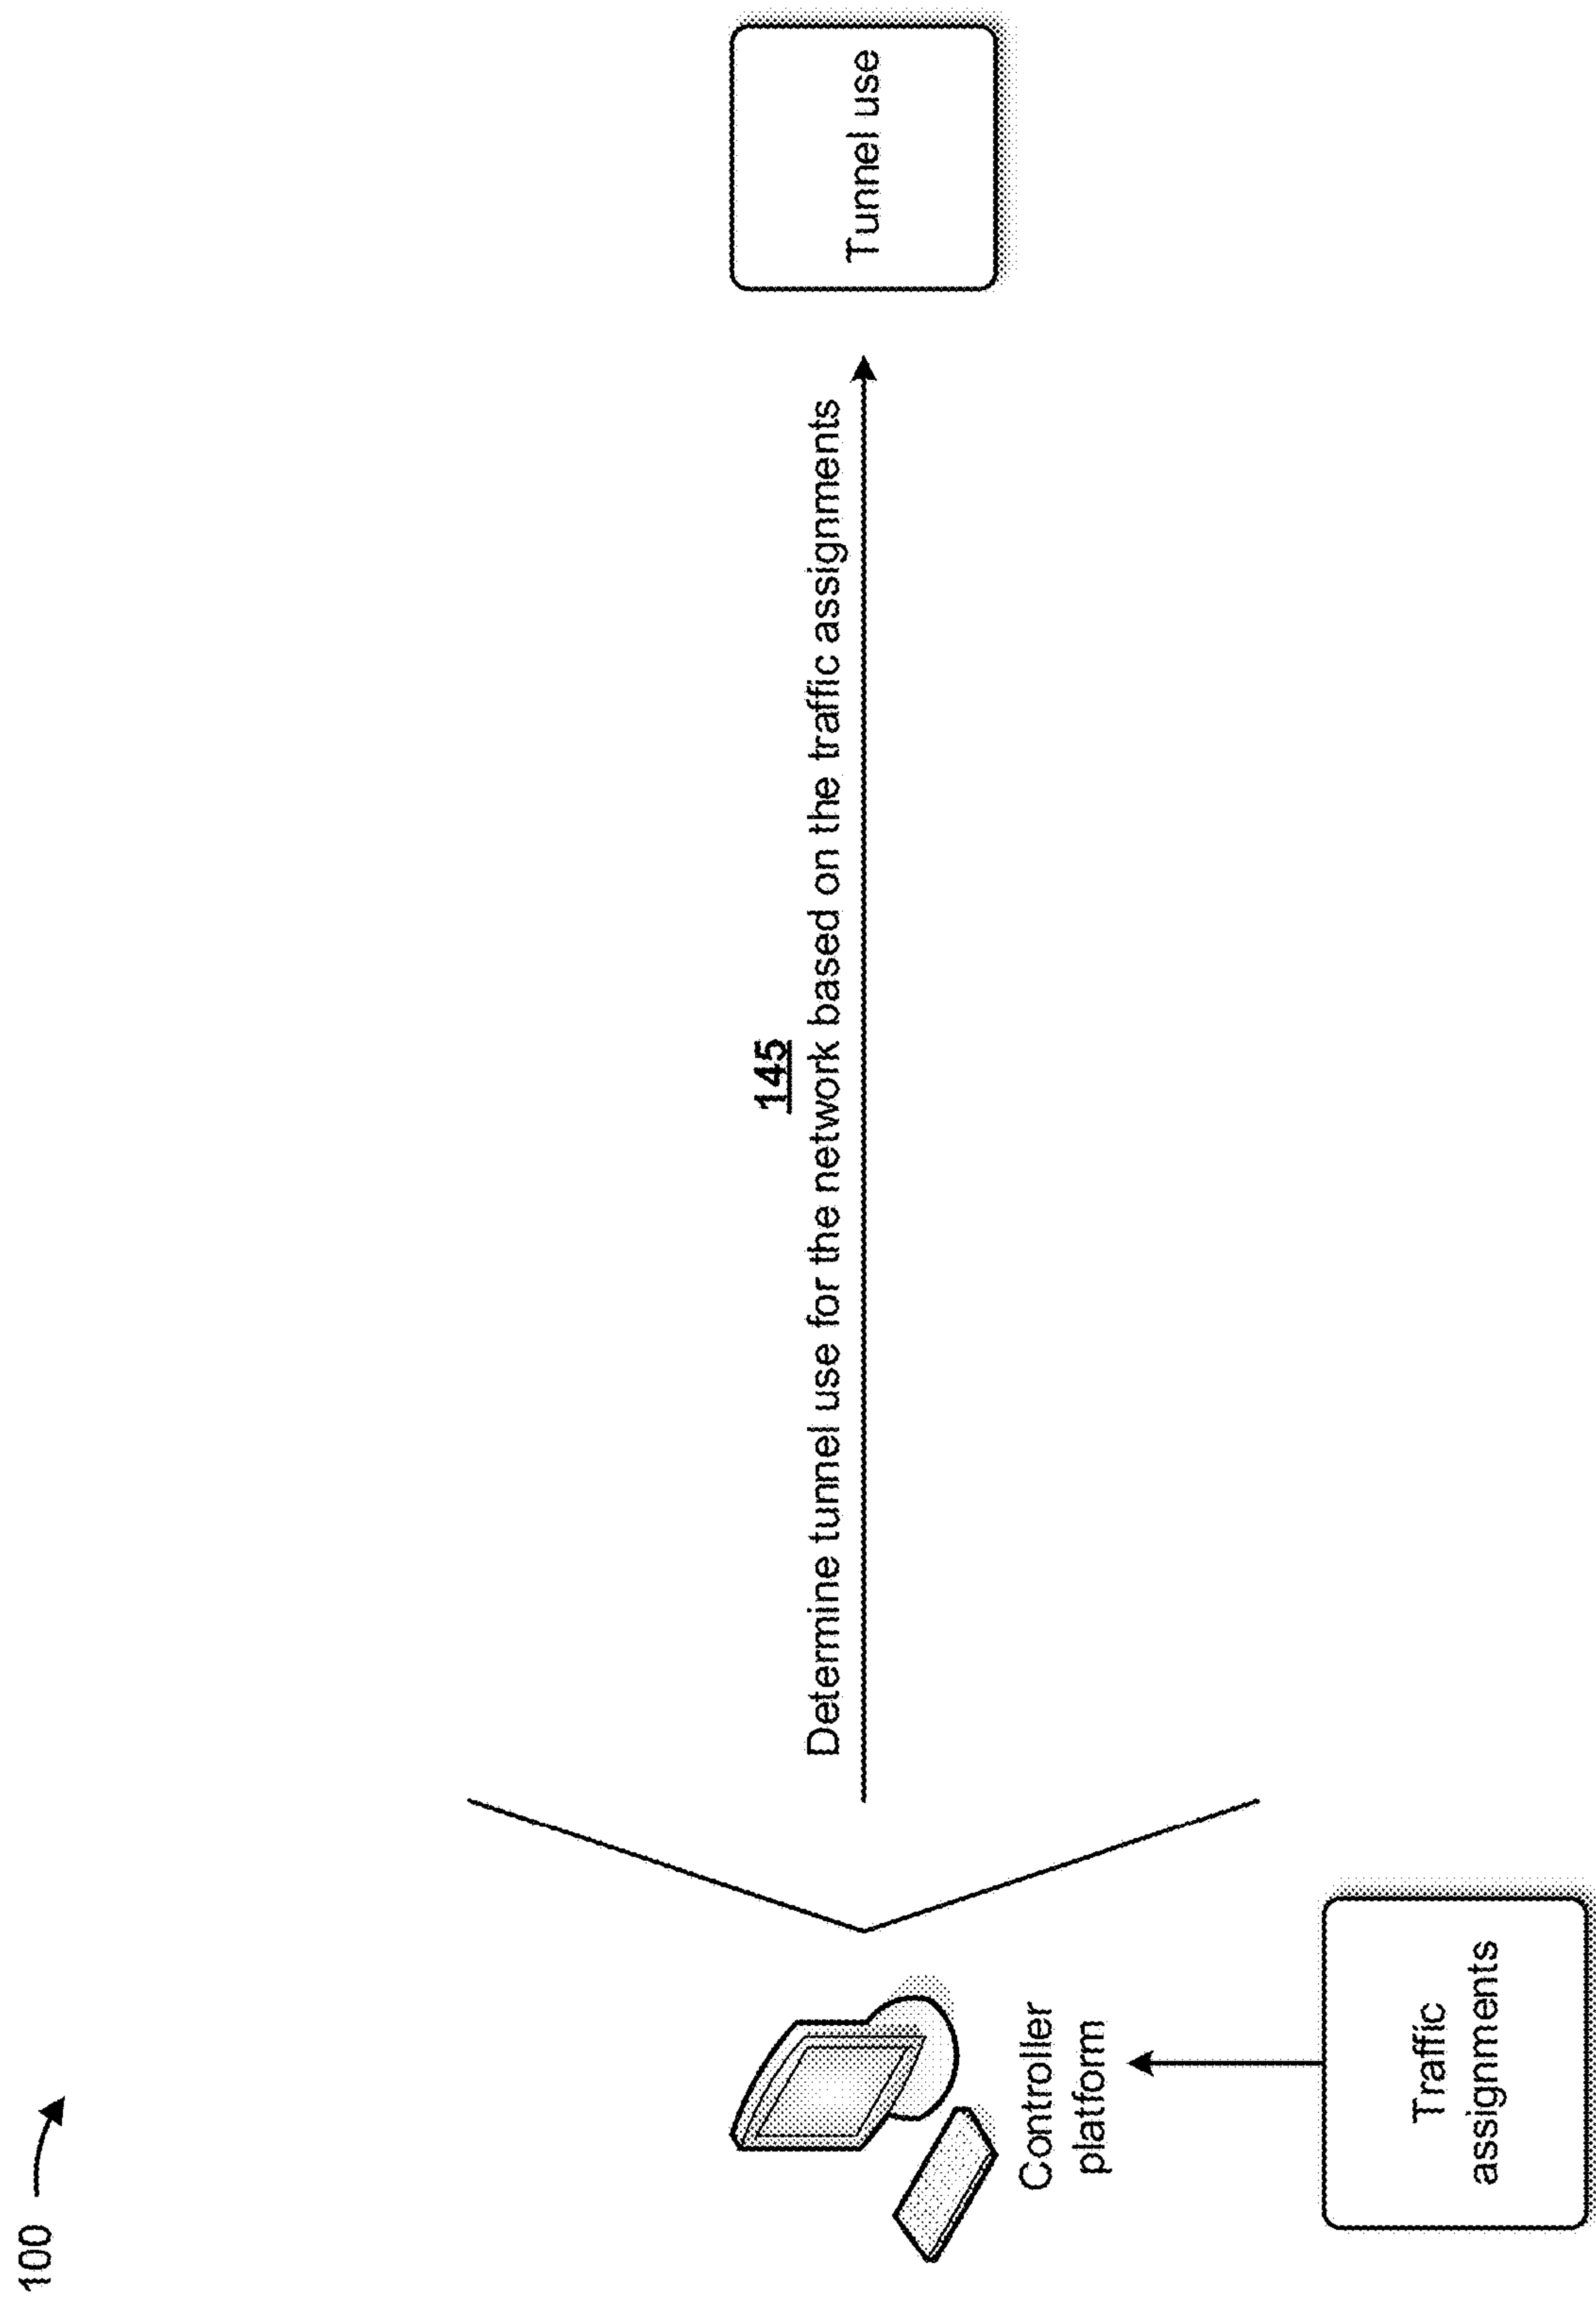 100
145
Determine tunnel use for the network based on the traffic assignments
Tunnel use
Controller
platform
Traffic
assignments